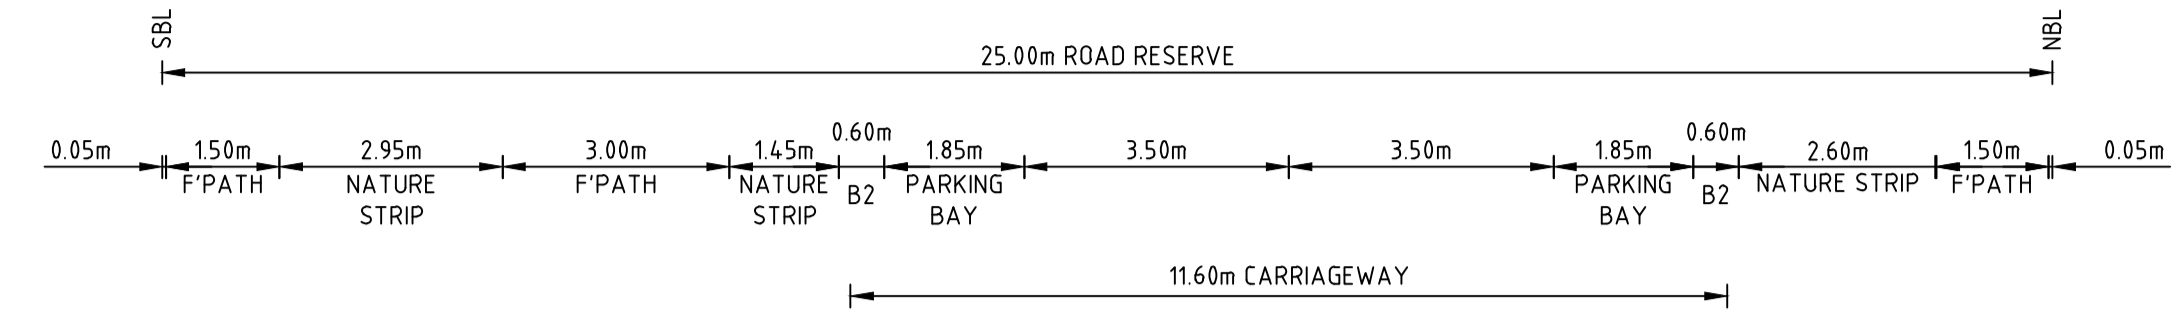 SBL
NBL
25.00m ROAD RESERVE
0.05m
1.50m
2.95m
3.00m
1.45m
0.60m
1.85m
3.50m
3.50m
1.85m
0.60m
2.60m
1.50m
0.05m
F'PATH
NATURE
STRIP
F'PATH
NATURE
STRIP
B2
PARKING
BAY
PARKING
BAY
B2
NATURE STRIP
F'PATH
11.60m CARRIAGEWAY